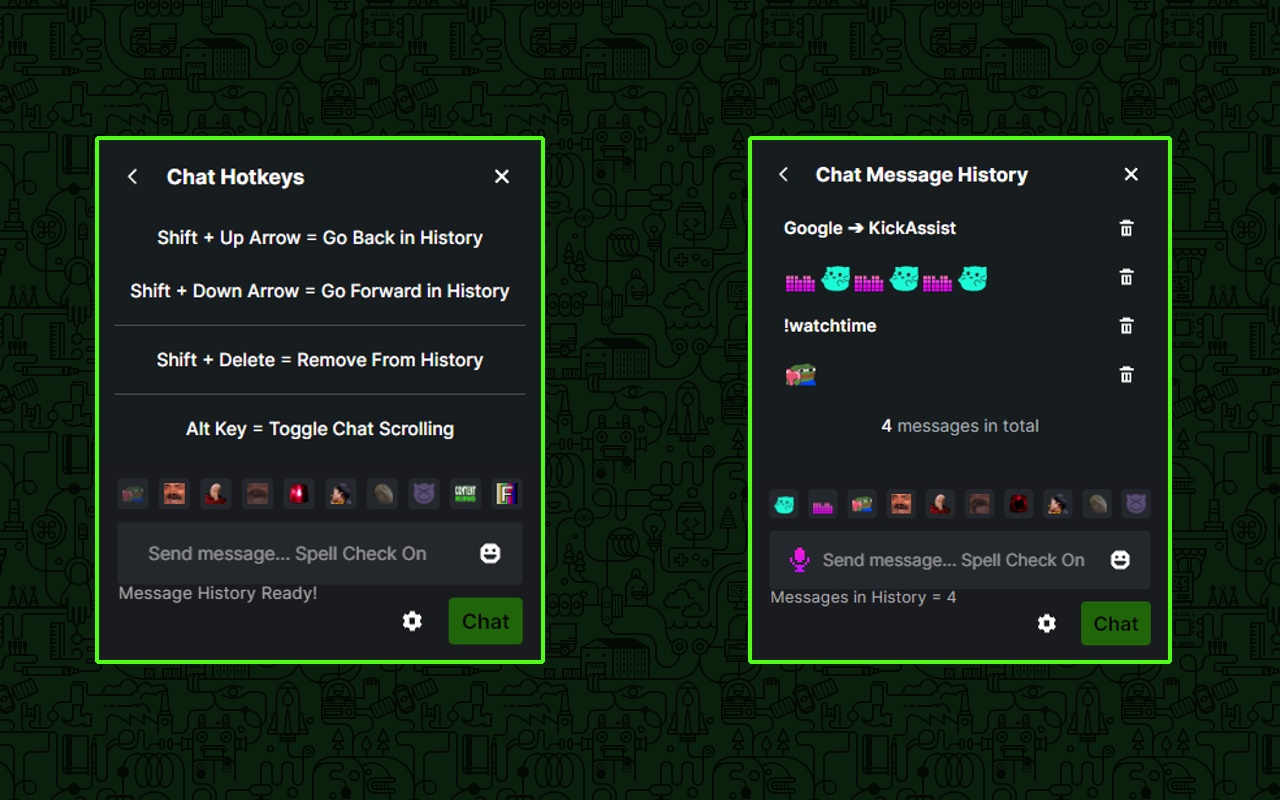 Chat Hotkeys
Shift + Up Arrow = Go Back in History
Shift + Down Arrow = Go Forward in History
Shift + Delete = Remove From History
Alt Key = Toggle Chat Scrolling
CONTENT
F
Send message... Spell Check On
Message History Ready!
Chat
Chat Message History
Google ➔ KickAssist
!watchtime
4 messages in total
Send message... Spell Check On
Messages in History = 4
Chat